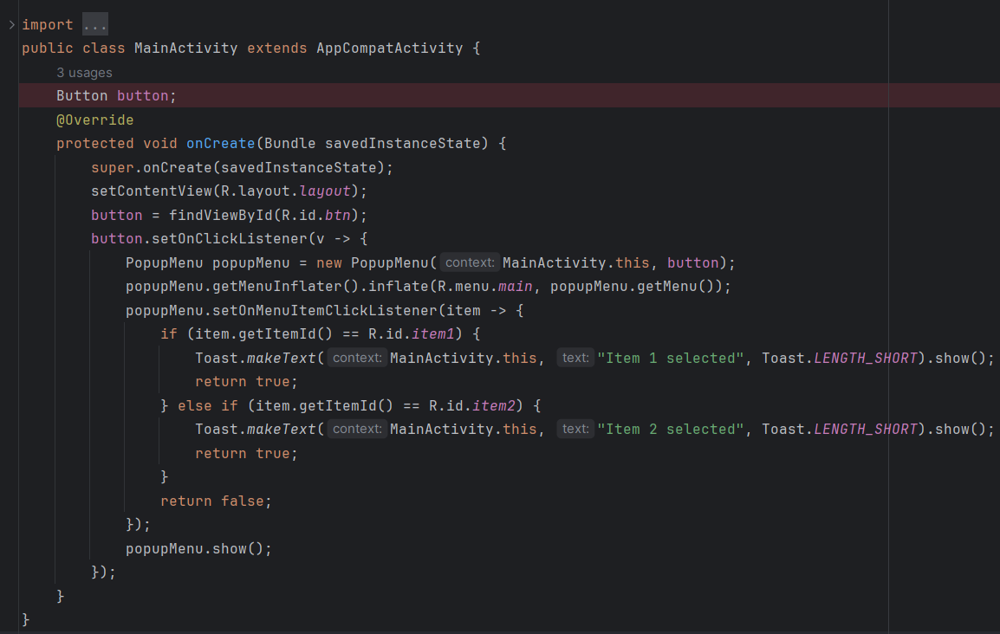 import ...
public class MainActivity extends AppCompatActivity {
3 usages
Button button;
@Override
protected void onCreate(Bundle savedInstanceState) {
super.onCreate(savedInstanceState);
setContentView(R.layout.layout);
button = findViewById(R.id.btn);
button.setOnClickListener(v -> {
PopupMenu popupMenu = new PopupMenu( context: MainActivity.this, button);
popupMenu.getMenuInflater().inflate(R.menu.main, popupMenu.getMenu());
popupMenu.setOnMenuItemClickListener(item -> {
if (item.getItemId() == R.id.item1) {
Toast.makeText( context: MainActivity.this, text: "Item 1 selected", Toast.LENGTH_SHORT).show();
return true;
} else if (item.getItemId() == R.id.item2) {
Toast.makeText( context: MainActivity.this, text: "Item 2 selected", Toast.LENGTH_SHORT).show();
return true;
}
return false;
});
popupMenu.show();
});
}
}